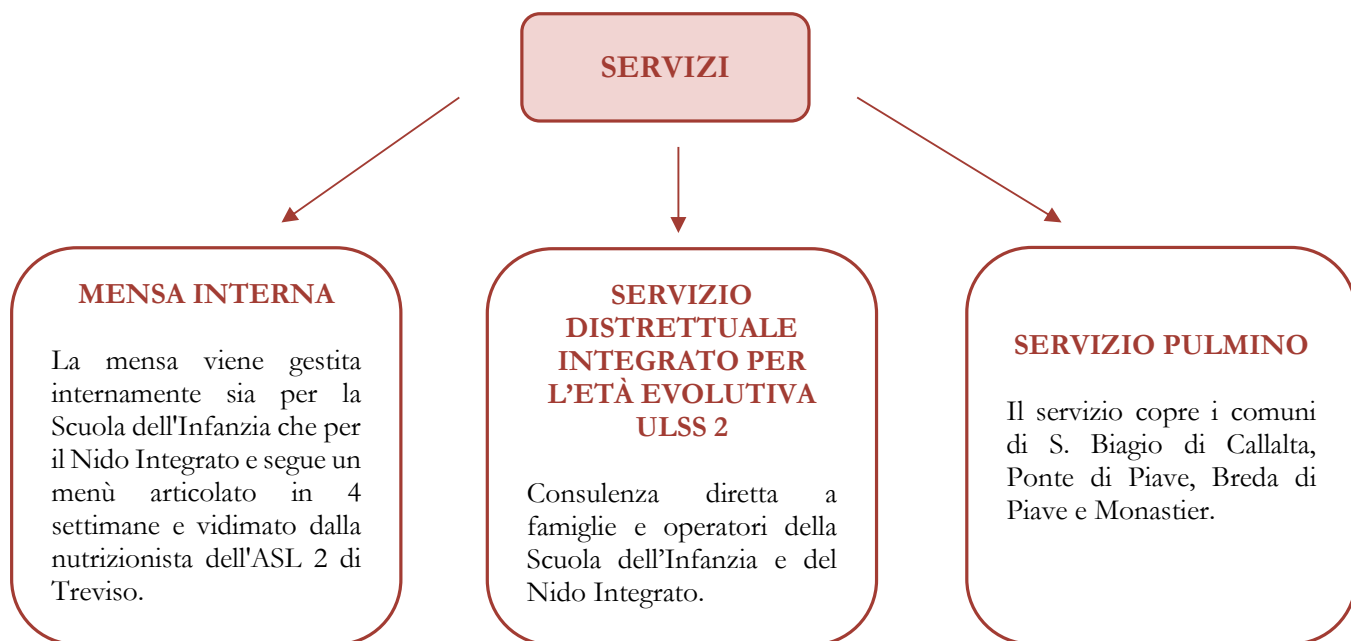 SERVIZI
MENSA INTERNA
La mensa viene gestita
internamente sia per la
Scuola dell'Infanzia che per
il Nido Integrato e segue un
menù articolato in 4
settimane e vidimato dalla
nutrizionista dell'ASL 2 di
Treviso.
SERVIZIO
DISTRETTUALE
INTEGRATO PER
L’ETÀ EVOLUTIVA
ULSS 2
Consulenza diretta a
famiglie e operatori della
Scuola dell’Infanzia e del
Nido Integrato.
SERVIZIO PULMINO
Il servizio copre i comuni
di S. Biagio di Callalta,
Ponte di Piave, Breda di
Piave e Monastier.